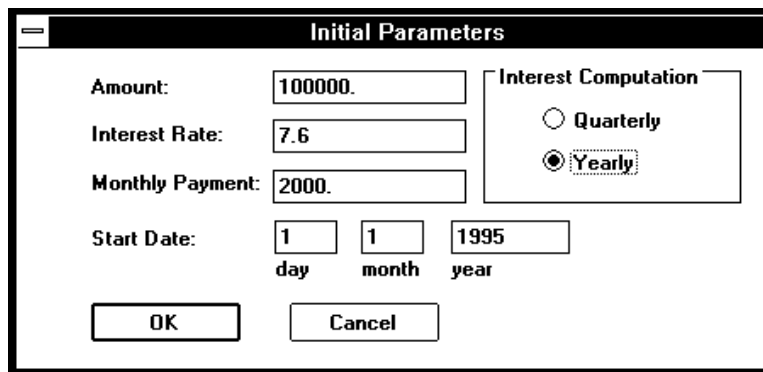 Initial Parameters
Amount: 100000.
Interest Rate: 7.6
Monthly Payment: 2000.
Interest Computation
Quarterly
Yearly
Start Date: 1 1 1995
day month year
OK Cancel